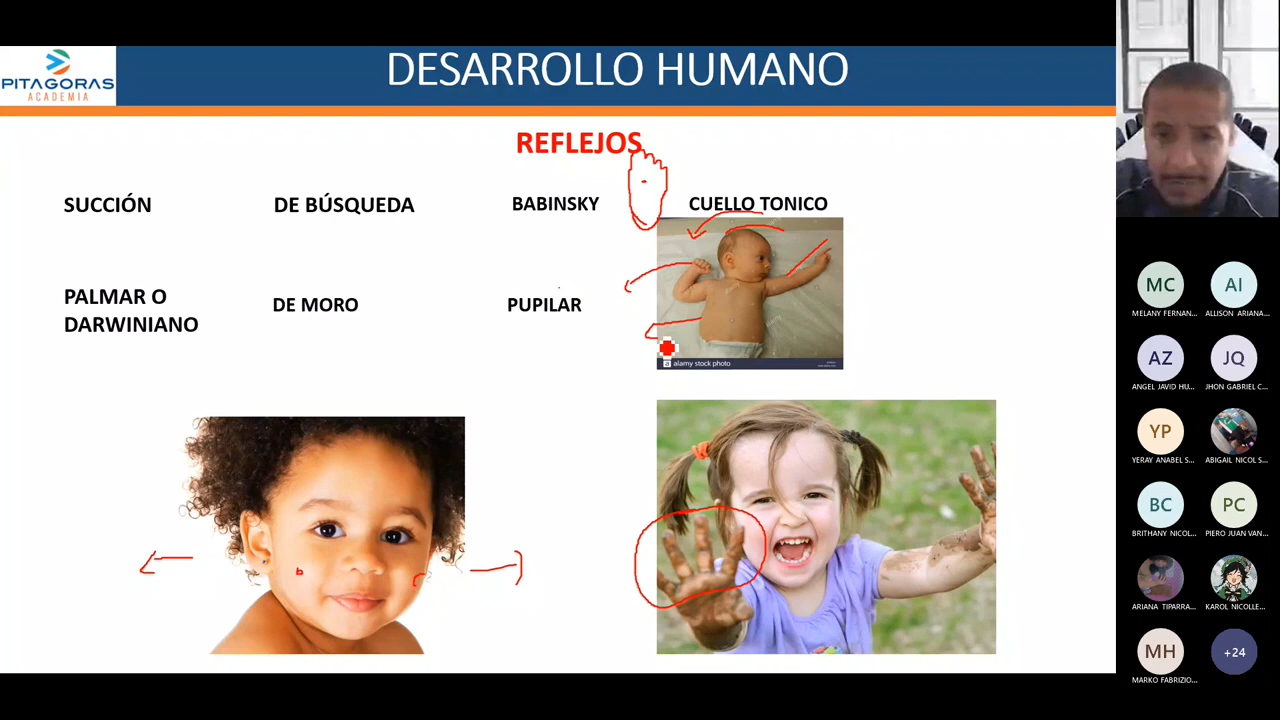 PITAGORAS
ACADEMIA
DESARROLLO HUMANO
REFLEJOS
SUCCIÓN
DE BÚSQUEDA
BABINSKY
CUELLO TONICO
PALMAR O
DARWINIANO
DE MORO
PUPILAR
a alamy stock photo
MC
MELANY FERNAN...
AI
ALLISON ARIANA...
AZ
ANGEL JAVID HU...
JQ
JHON GABRIEL C...
YP
YERAY ANABEL S...
ABIGAIL NICOL S...
BC
BRITHANY NICOL...
PC
PIERO JUAN VAN...
ARIANA TIPARRA...
KAROL NICOLLE...
MH
MARKO FABRIZIO...
+24